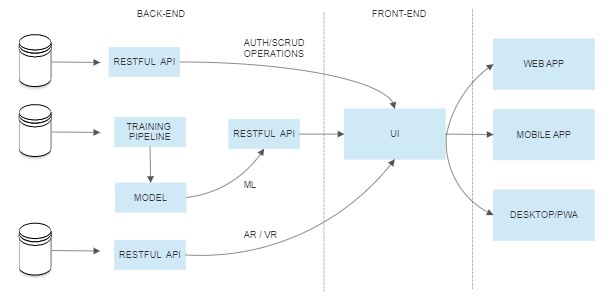 BACK-END
FRONT-END
AUTH/SCRUD
OPERATIONS
RESTFUL API
WEB APP
TRAINING
PIPELINE
RESTFUL API
UI
MOBILE APP
MODEL
ML
DESKTOP/PWA
AR / VR
RESTFUL API